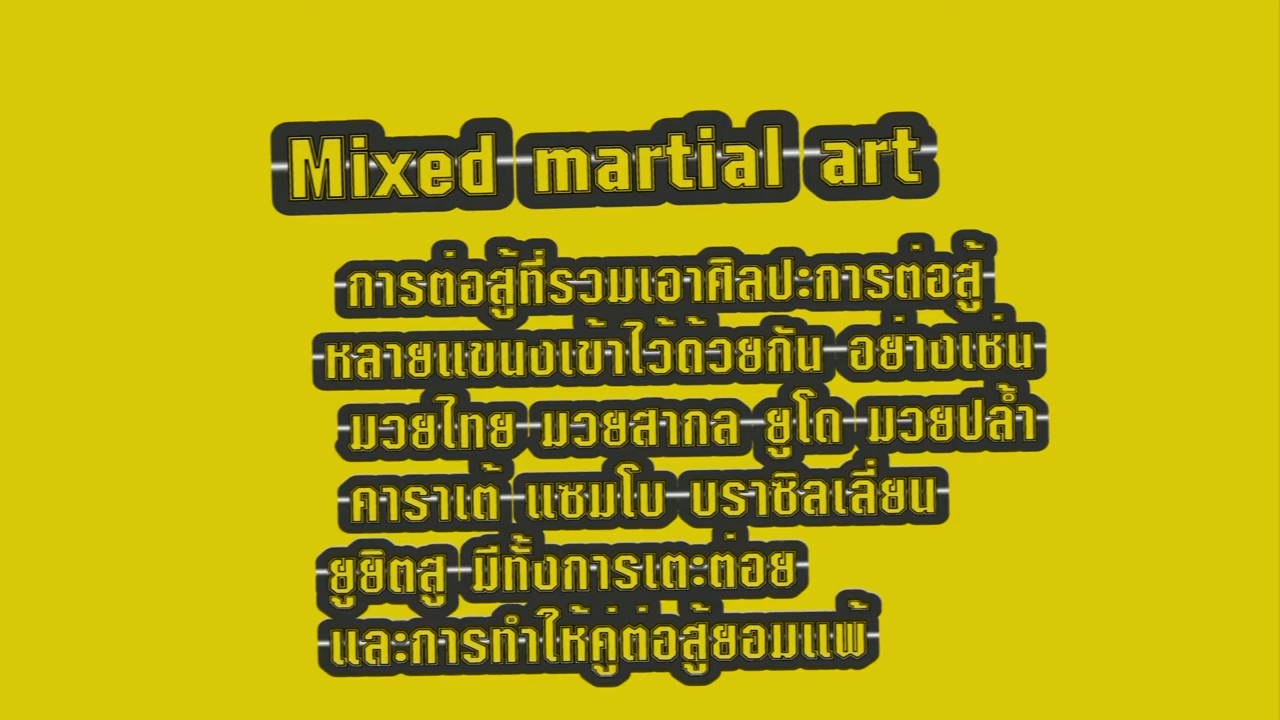 Mixed martial art
การต่อสู้ที่รวมเอาศิลปะการต่อสู้
หลายแขนงเข้าไว้ด้วยกัน อย่างเช่น
มวยไทย มวยสากล ยูโด มวยปล้ำ
คาราเต้ แซมโบ บราซิลเลี่ยน
ยูยิตสู มีทั้งการเตะต่อย
และการทำให้คู่ต่อสู้ยอมแพ้